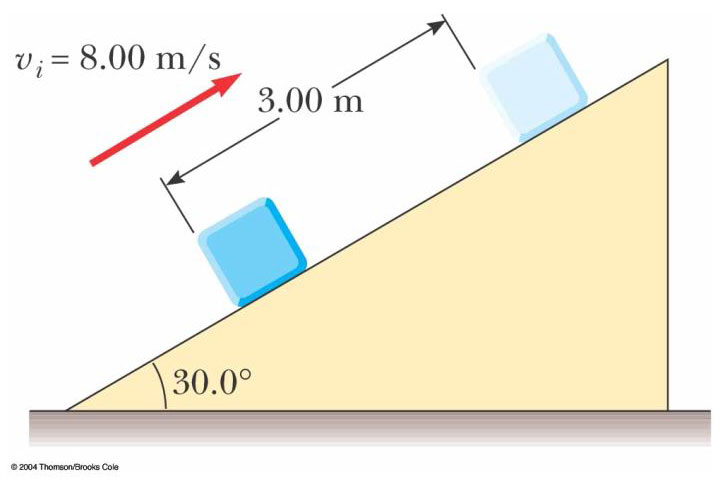 v_i = 8.00 m/s
3.00 m
30.0°
© 2004 Thomson/Brooks Cole